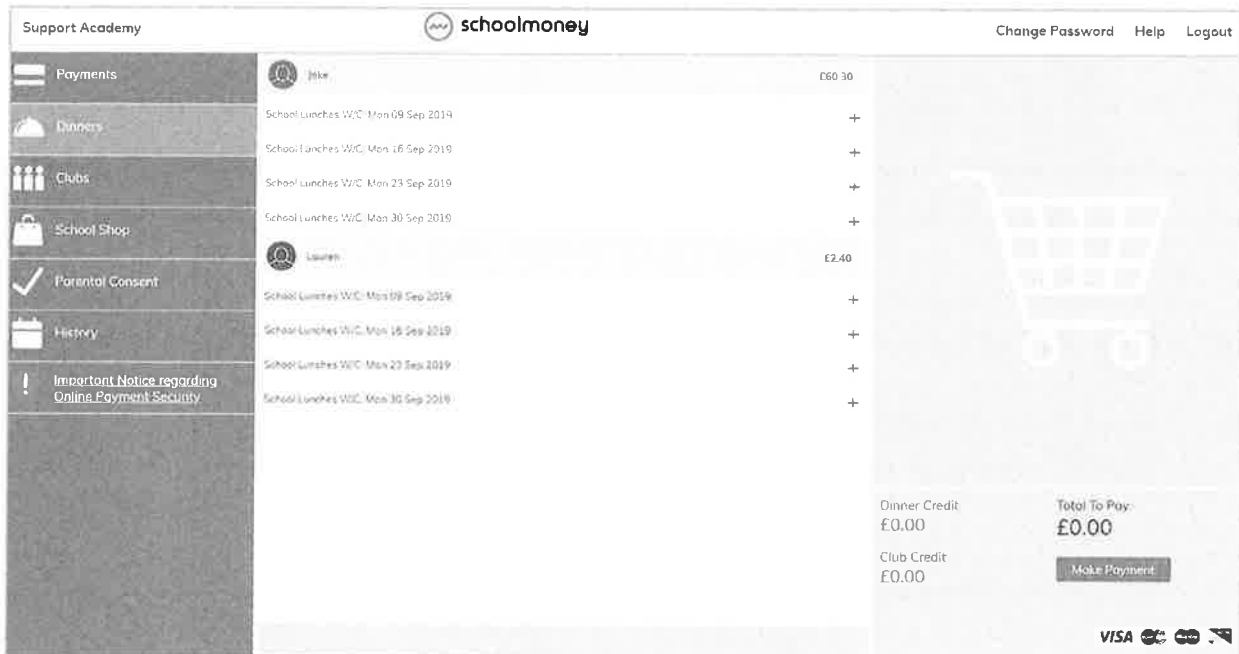 Support Academy
schoolmoney
Change Password Help Logout
Payments
Dinners
Clubs
School Shop
Parental Consent
History
! Important Notice regarding
Online Payment Security
Jake £60.30
School Lunches W/C: Mon 09 Sep 2019 +
School Lunches W/C: Mon 16 Sep 2019 +
School Lunches W/C: Mon 23 Sep 2019 +
School Lunches W/C: Mon 30 Sep 2019 +
Lauren £2.40
School Lunches W/C: Mon 09 Sep 2019 +
School Lunches W/C: Mon 16 Sep 2019 +
School Lunches W/C: Mon 23 Sep 2019 +
School Lunches W/C: Mon 30 Sep 2019 +
Dinner Credit
£0.00
Total To Pay:
£0.00
Club Credit
£0.00
Make Payment
VISA